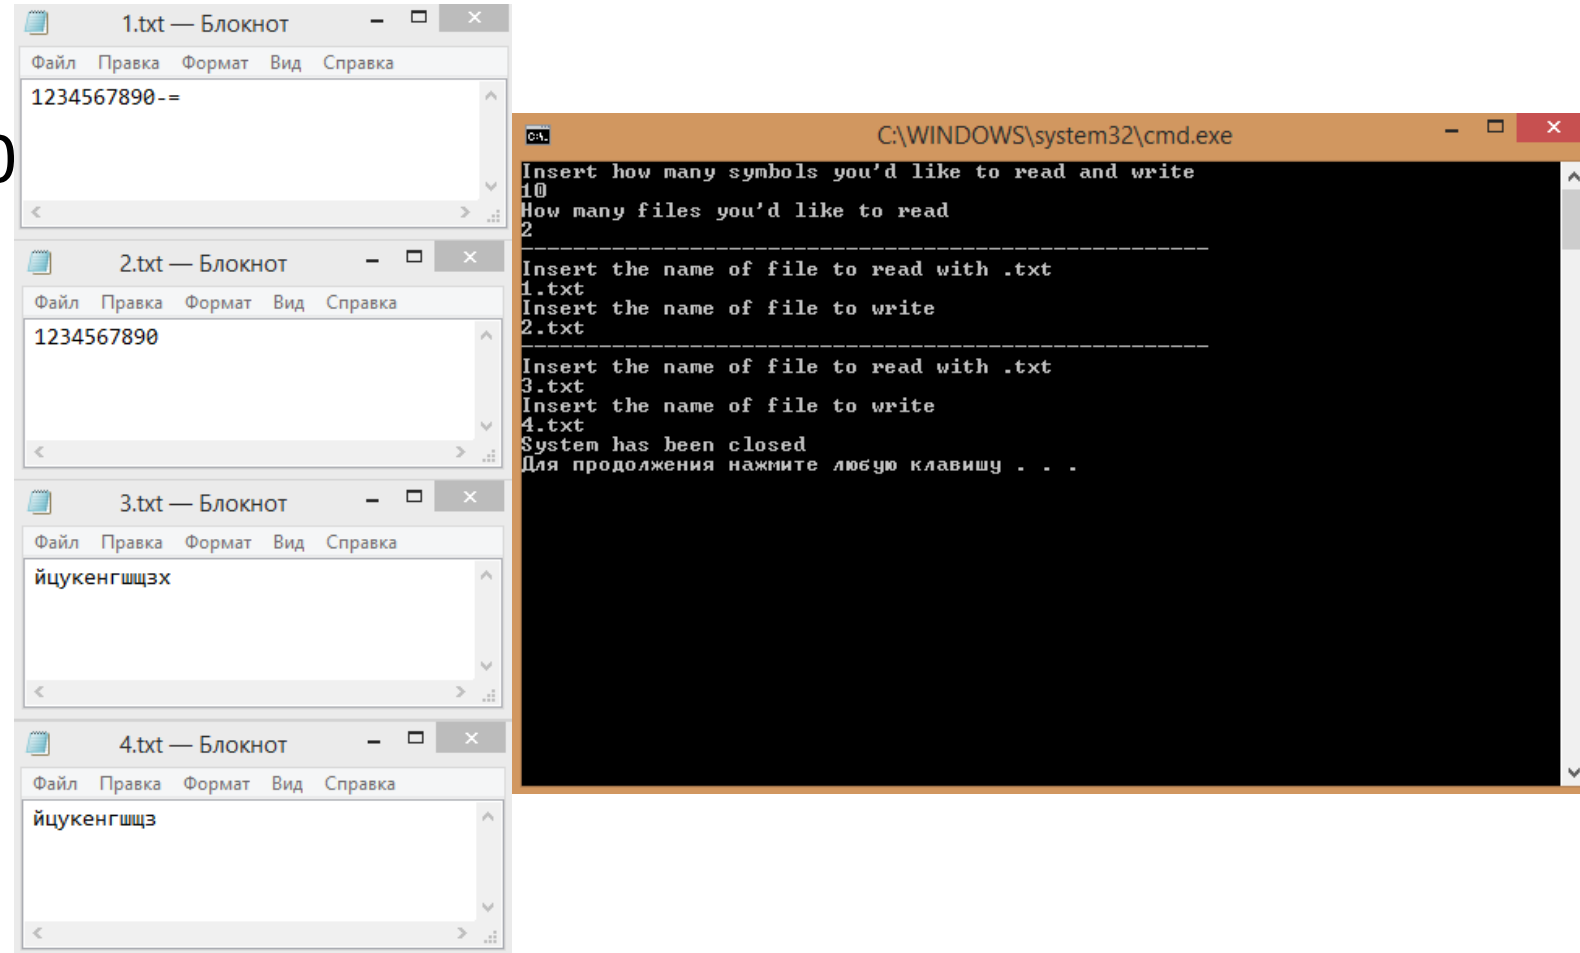 1.txt — Блокнот
Файл Правка Формат Вид Справка
1234567890-=
2.txt — Блокнот
Файл Правка Формат Вид Справка
1234567890
3.txt — Блокнот
Файл Правка Формат Вид Справка
йцукенгшщзх
4.txt — Блокнот
Файл Правка Формат Вид Справка
йцукенгшщз
C:\WINDOWS\system32\cmd.exe
Insert how many symbols you'd like to read and write
10
How many files you'd like to read
2
-----------------------------------------------------
Insert the name of file to read with .txt
1.txt
Insert the name of file to write
2.txt
-----------------------------------------------------
Insert the name of file to read with .txt
3.txt
Insert the name of file to write
4.txt
System has been closed
Для продолжения нажмите любую клавишу . . .